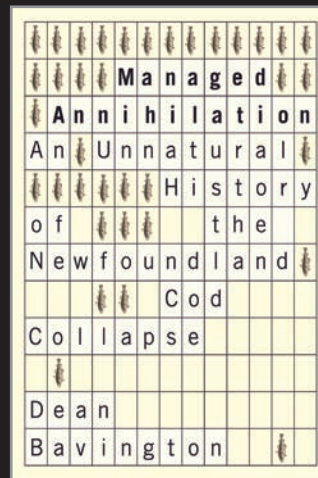 Managed
Annihilation
An Unnatural
History
of the
Newfoundland
Cod
Collapse
Dean
Bavington